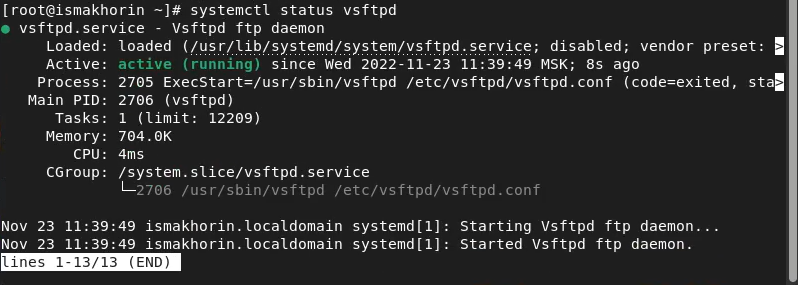 [root@ismakhorin ~]# systemctl status vsftpd
● vsftpd.service - Vsftpd ftp daemon
     Loaded: loaded (/usr/lib/systemd/system/vsftpd.service; disabled; vendor preset: >
     Active: active (running) since Wed 2022-11-23 11:39:49 MSK; 8s ago
    Process: 2705 ExecStart=/usr/sbin/vsftpd /etc/vsftpd/vsftpd.conf (code=exited, sta>
   Main PID: 2706 (vsftpd)
      Tasks: 1 (limit: 12209)
     Memory: 704.0K
        CPU: 4ms
     CGroup: /system.slice/vsftpd.service
             └─2706 /usr/sbin/vsftpd /etc/vsftpd/vsftpd.conf

Nov 23 11:39:49 ismakhorin.localdomain systemd[1]: Starting Vsftpd ftp daemon...
Nov 23 11:39:49 ismakhorin.localdomain systemd[1]: Started Vsftpd ftp daemon.
lines 1-13/13 (END)